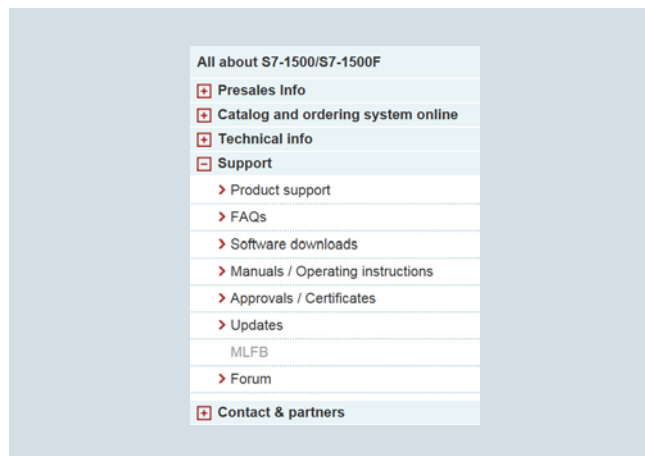 All about S7-1500/S7-1500F
Presales Info
Catalog and ordering system online
Technical info
Support
Product support
FAQs
Software downloads
Manuals / Operating instructions
Approvals / Certificates
Updates
MLFB
Forum
Contact & partners